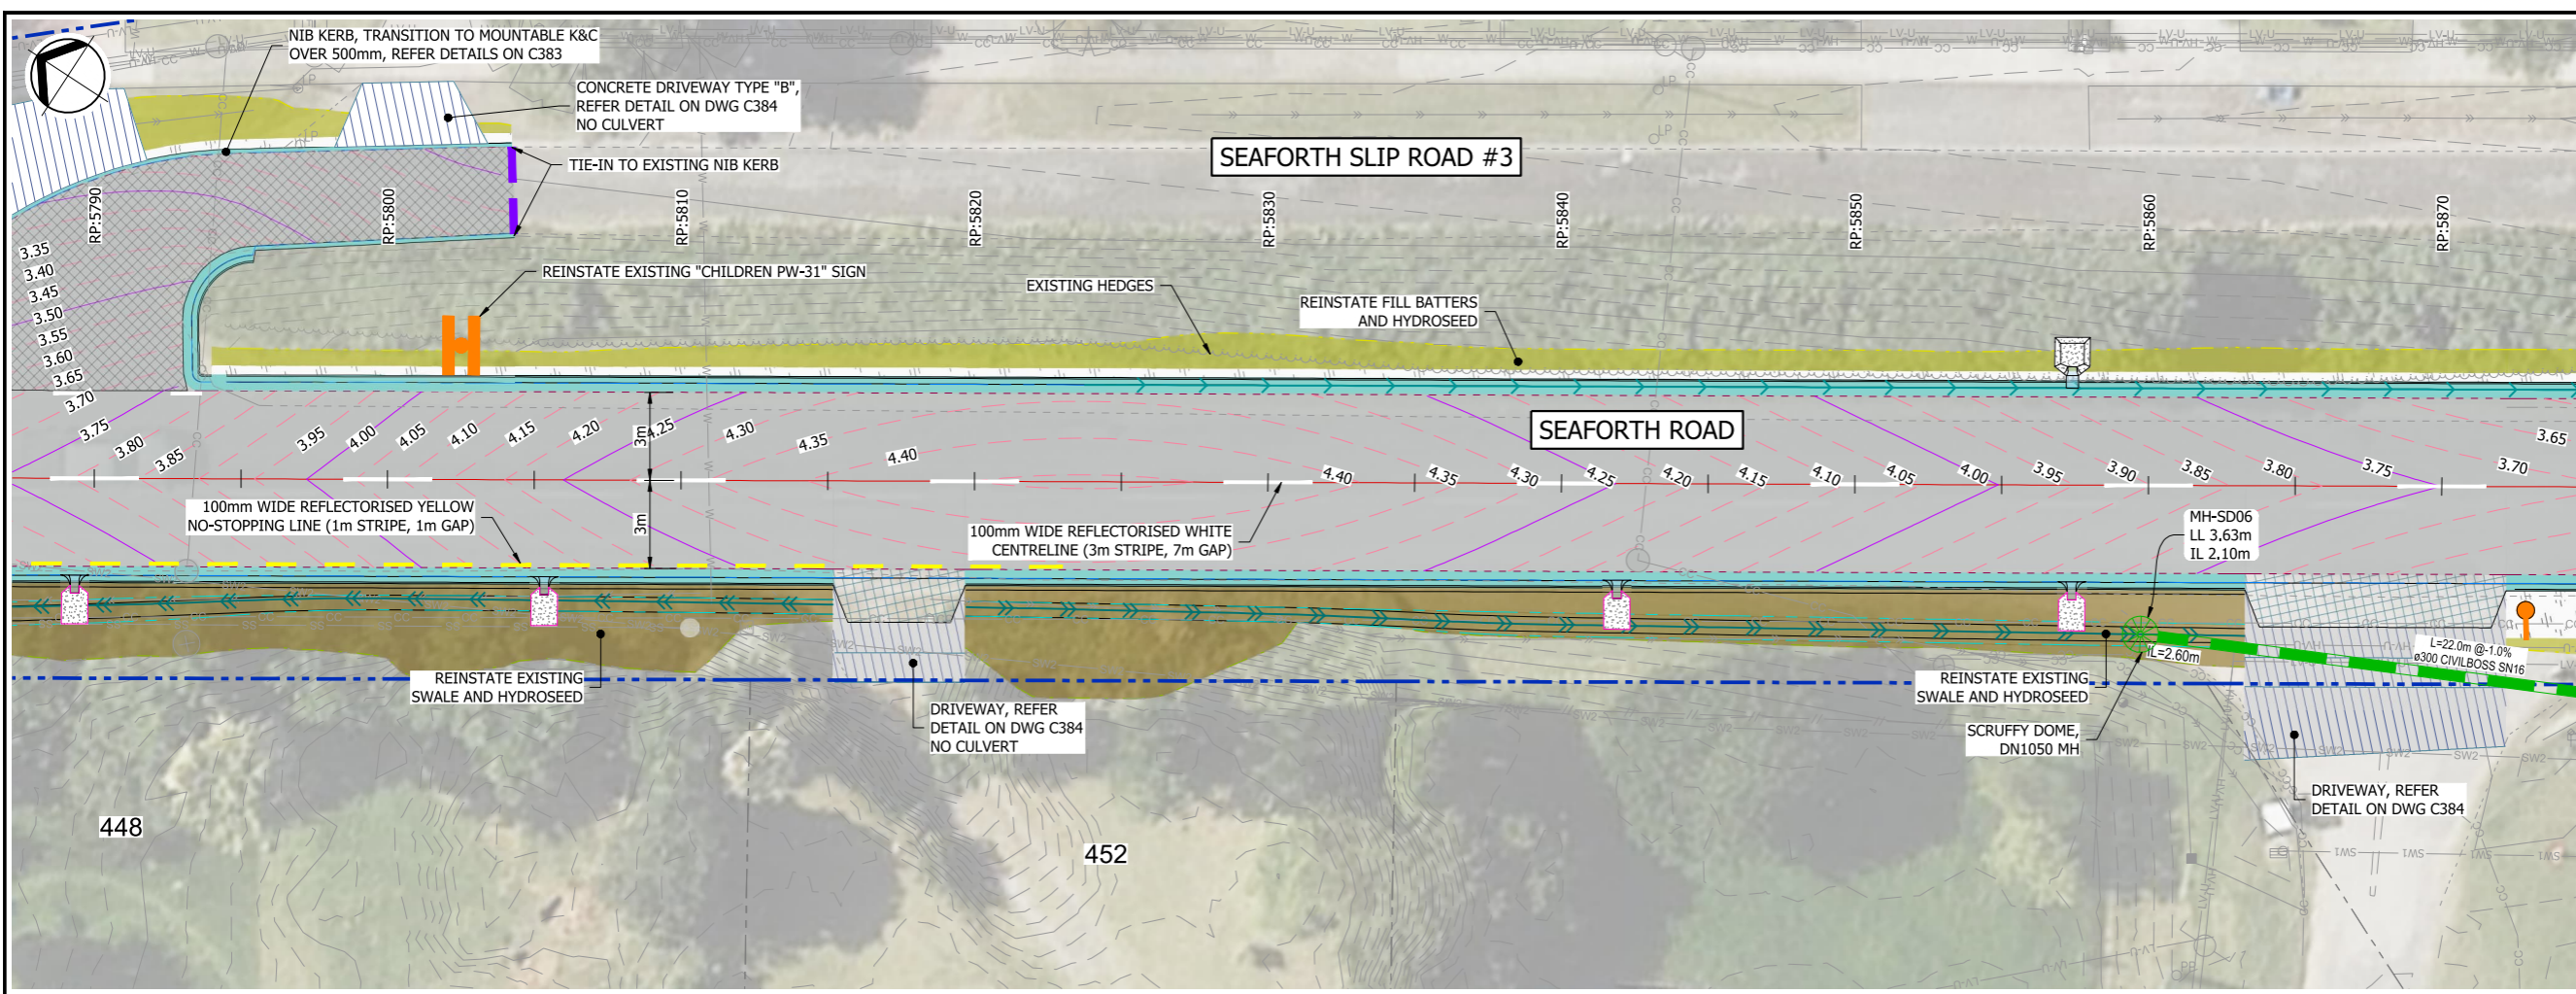 NIB KERB, TRANSITION TO MOUNTABLE K&C
OVER 500mm, REFER DETAILS ON C383
CONCRETE DRIVEWAY TYPE "B",
REFER DETAIL ON DWG C384
NO CULVERT
TIE-IN TO EXISTING NIB KERB
SEAFORTH SLIP ROAD #3
RP:5790
RP:5800
RP:5810
RP:5820
RP:5830
RP:5840
RP:5850
RP:5860
RP:5870
REINSTATE EXISTING "CHILDREN PW-31" SIGN
EXISTING HEDGES
REINSTATE FILL BATTERS
AND HYDROSEED
3.35
3.40
3.45
3.50
3.55
3.60
3.65
3.70
3.75
3.80
3.85
3.95
4.00
4.05
4.10
4.15
4.20
4.25
4.30
4.35
4.40
3m
3m
SEAFORTH ROAD
4.40
4.35
4.30
4.25
4.20
4.15
4.10
4.05
4.00
3.95
3.90
3.85
3.80
3.75
3.70
3.65
100mm WIDE REFLECTORISED YELLOW
NO-STOPPING LINE (1m STRIPE, 1m GAP)
100mm WIDE REFLECTORISED WHITE
CENTRELINE (3m STRIPE, 7m GAP)
MH-SD06
LL 3.63m
IL 2.10m
IL=2.60m
L=22.0m @-1.0%
ø300 CIVILBOSS SN16
REINSTATE EXISTING
SWALE AND HYDROSEED
DRIVEWAY, REFER
DETAIL ON DWG C384
NO CULVERT
REINSTATE EXISTING
SWALE AND HYDROSEED
SCRUFFY DOME,
DN1050 MH
DRIVEWAY, REFER
DETAIL ON DWG C384
448
452